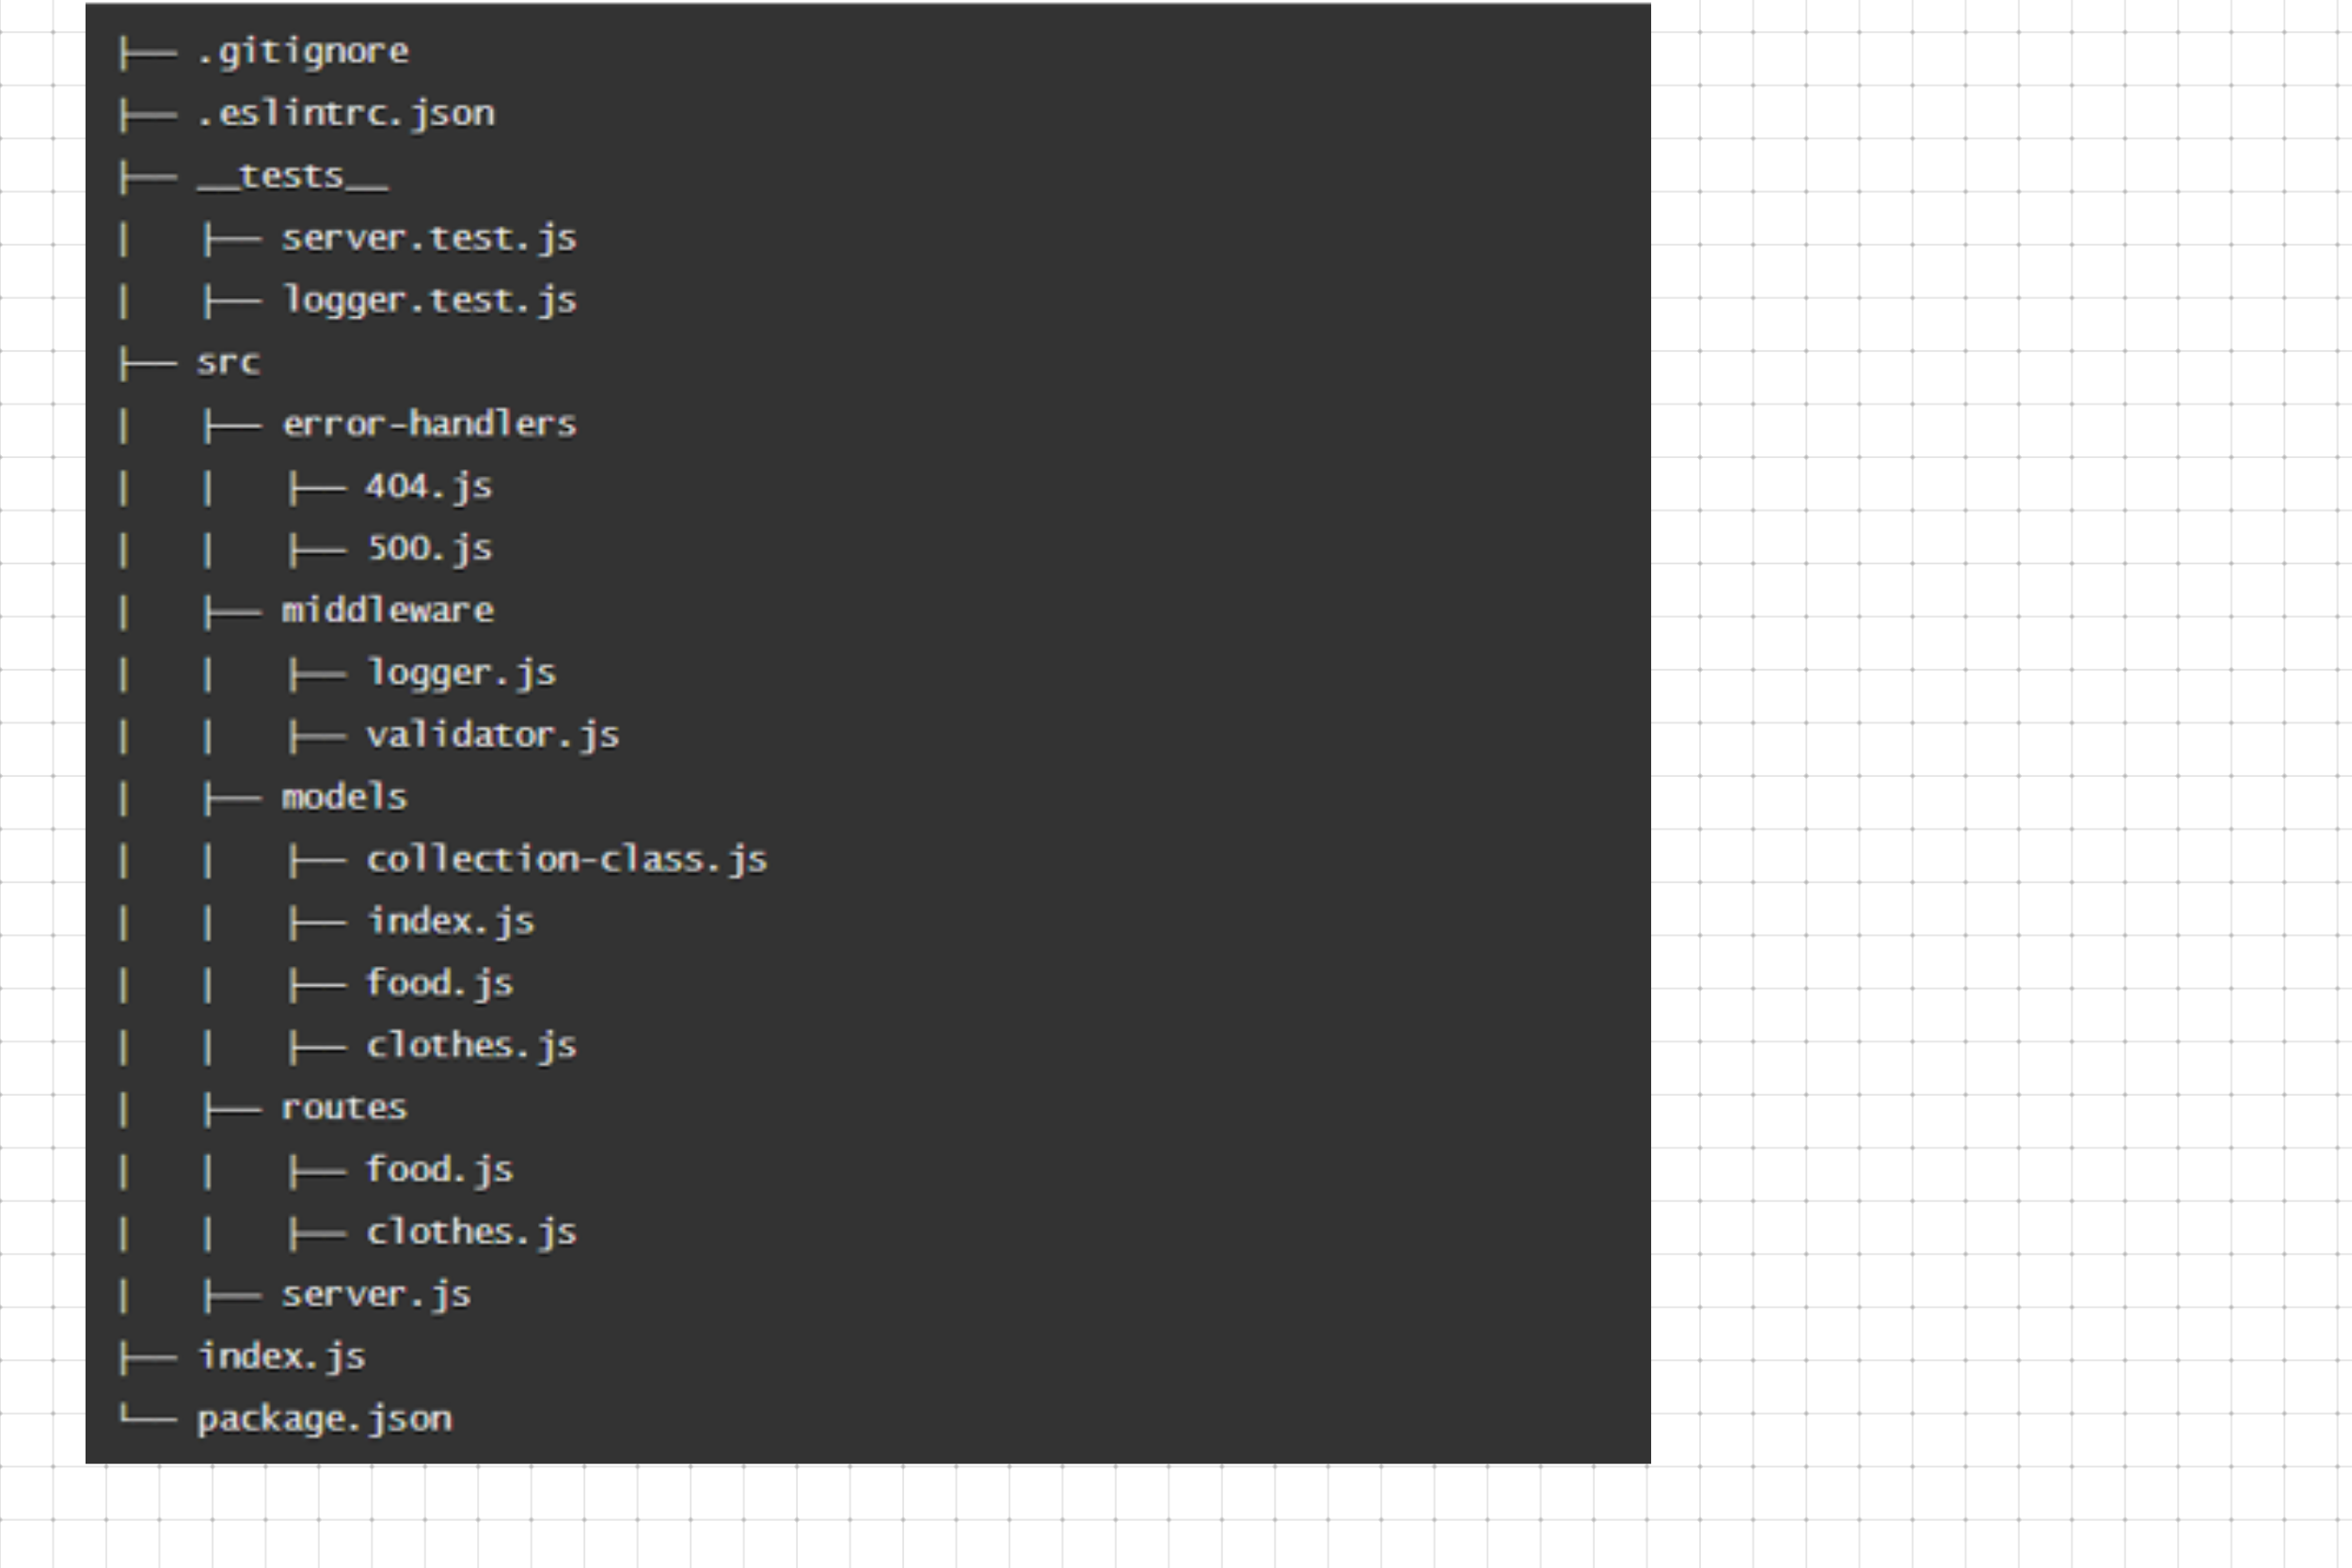 ├── .gitignore
├── .eslintrc.json
├── __tests__
│   ├── server.test.js
│   ├── logger.test.js
├── src
│   ├── error-handlers
│   │   ├── 404.js
│   │   ├── 500.js
│   ├── middleware
│   │   ├── logger.js
│   │   ├── validator.js
│   ├── models
│   │   ├── collection-class.js
│   │   ├── index.js
│   │   ├── food.js
│   │   ├── clothes.js
│   ├── routes
│   │   ├── food.js
│   │   ├── clothes.js
│   ├── server.js
├── index.js
└── package.json